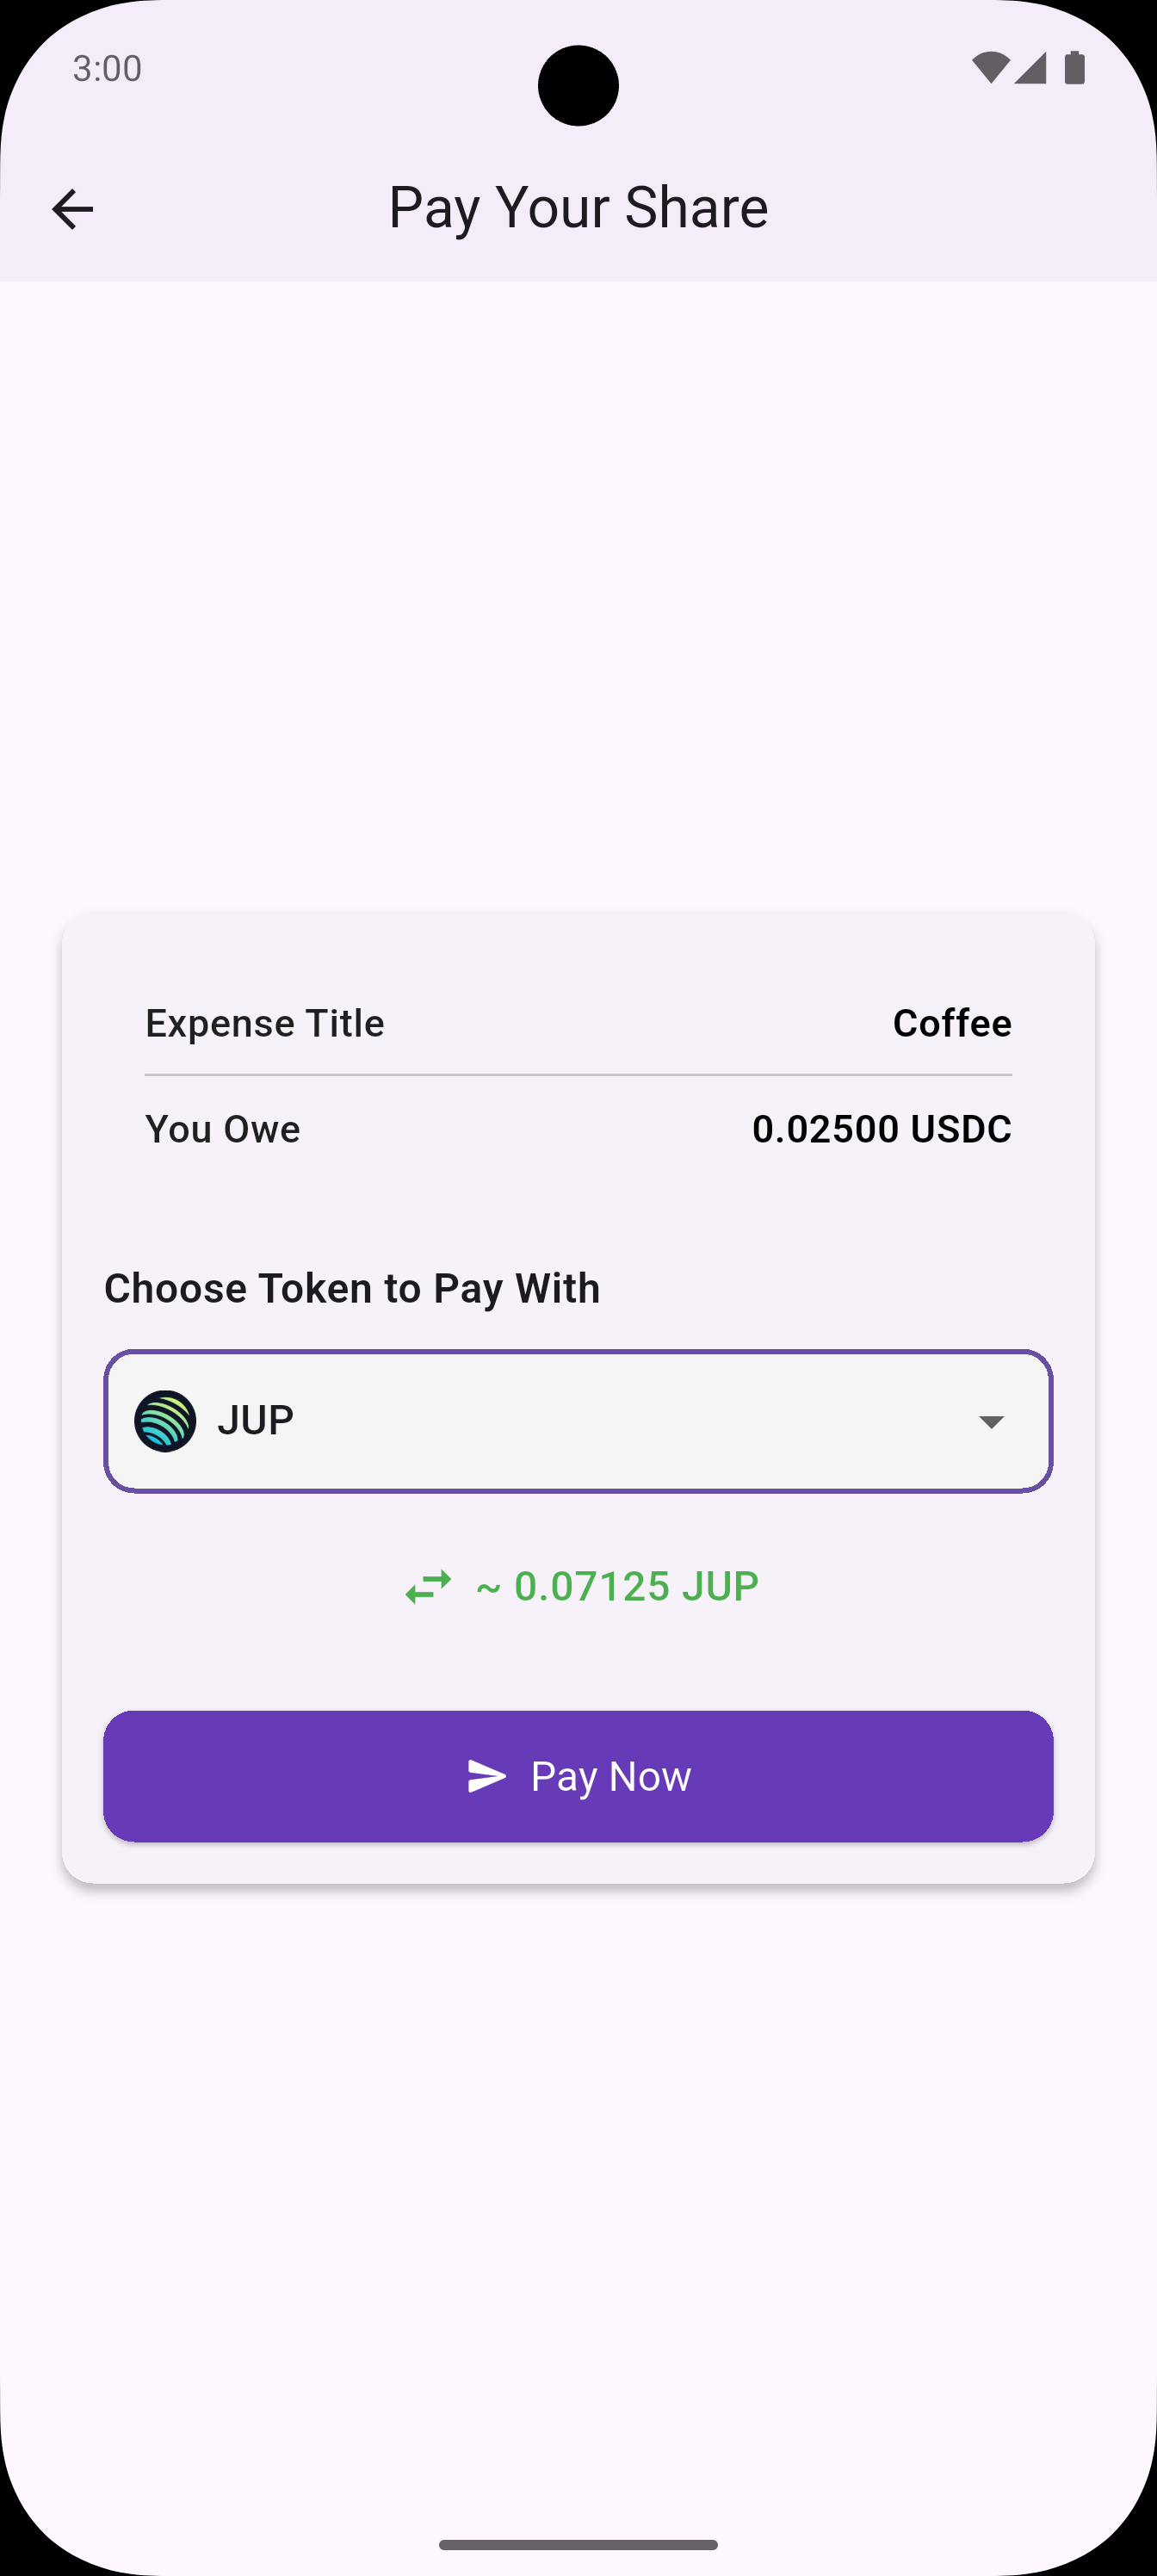 3:00
Pay Your Share
Expense Title Coffee
You Owe 0.02500 USDC
Choose Token to Pay With
JUP
~ 0.07125 JUP
Pay Now